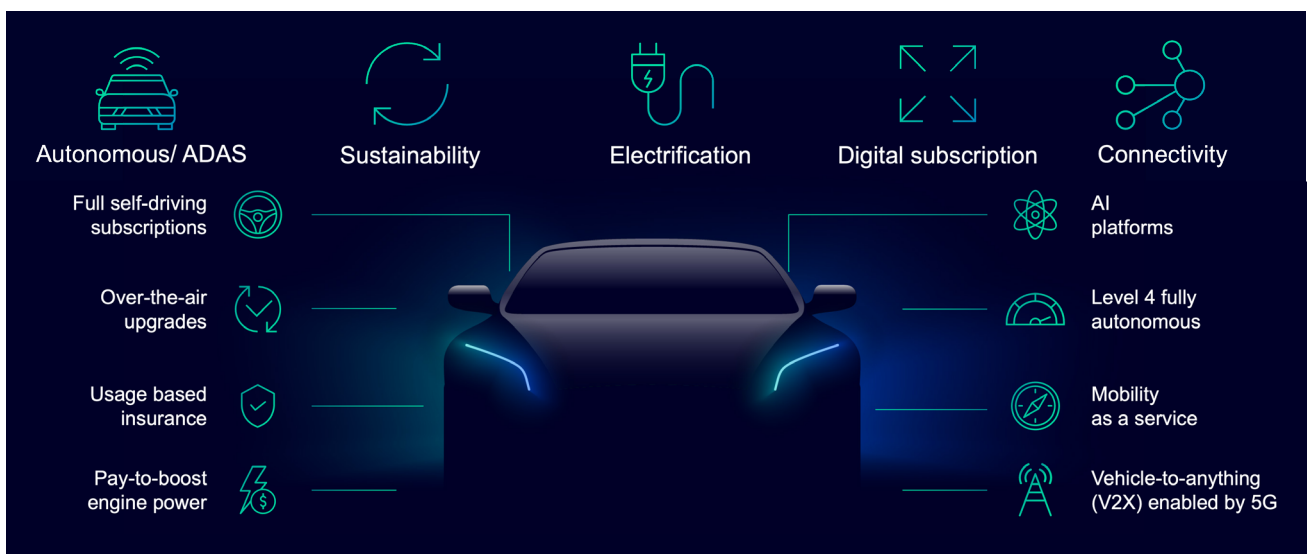 Autonomous/ ADAS
Sustainability
Electrification
Digital subscription
Connectivity
Full self-driving
subscriptions
Over-the-air
upgrades
Usage based
insurance
Pay-to-boost
engine power
$
AI
platforms
Level 4 fully
autonomous
Mobility
as a service
Vehicle-to-anything
(V2X) enabled by 5G